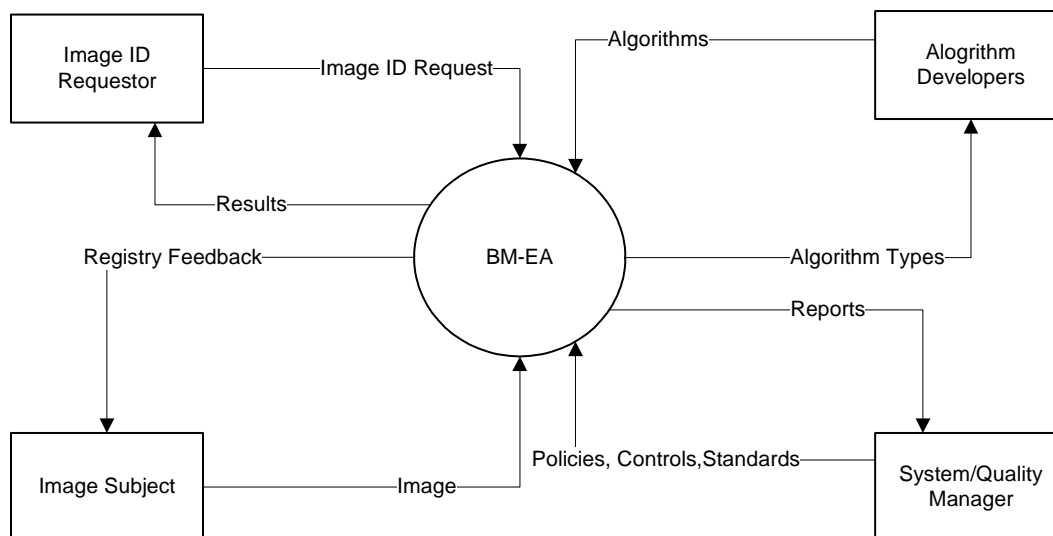 Image ID
Requestor
Image ID Request
Algorithms
Alogrithm
Developers
Results
Registry Feedback
BM-EA
Algorithm Types
Reports
Image Subject
Image
Policies, Controls,Standards
System/Quality
Manager